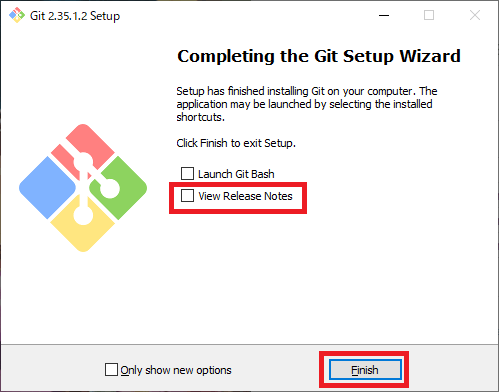 Git 2.35.1.2 Setup
Completing the Git Setup Wizard
Setup has finished installing Git on your computer. The
application may be launched by selecting the installed
shortcuts.
Click Finish to exit Setup.
Launch Git Bash
View Release Notes
Only show new options
Finish